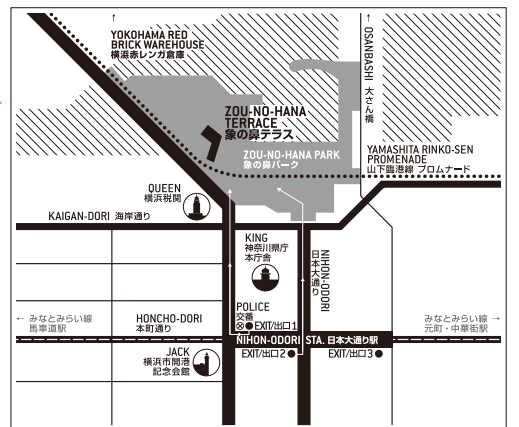 ↑
YOKOHAMA RED
BRICK WAREHOUSE
横浜赤レンガ倉庫
↑
OSANBASHI 大さん橋
ZOU-NO-HANA
TERRACE
象の鼻テラス
ZOU-NO-HANA PARK
象の鼻パーク
YAMASHITA RINKO-SEN
PROMENADE
山下臨港線 プロムナード
QUEEN
横浜税関
KAIGAN-DORI 海岸通り
KING
神奈川県庁
本庁舎
NIHON-ODORI
日本大通り
POLICE
交番
EXIT/出口1
← みなとみらい線
馬車道駅
HONCHO-DORI
本町通り
みなとみらい線 →
元町・中華街駅
NIHON-ODORI STA. 日本大通り駅
JACK
横浜市開港
記念会館
EXIT/出口2
EXIT/出口3